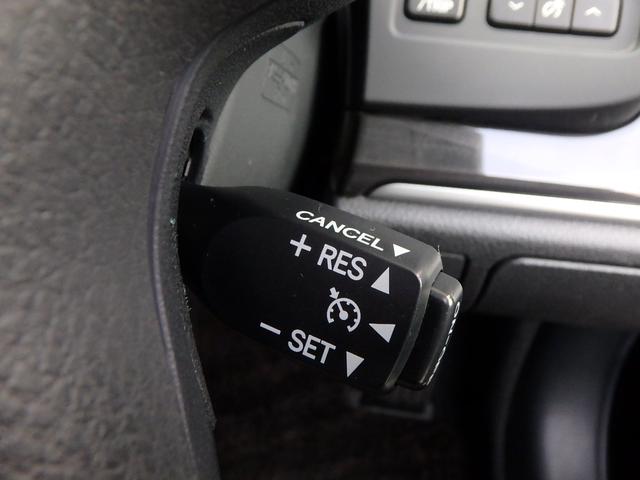 CANCEL ▼
+ RES ▲
◀
− SET ▼